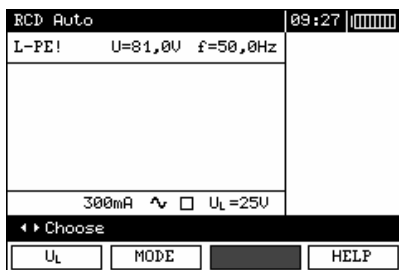 RCD Auto 09:27
L-PE! U=81,0V f=50,0Hz
300mA UL=25V
Choose
UL MODE HELP